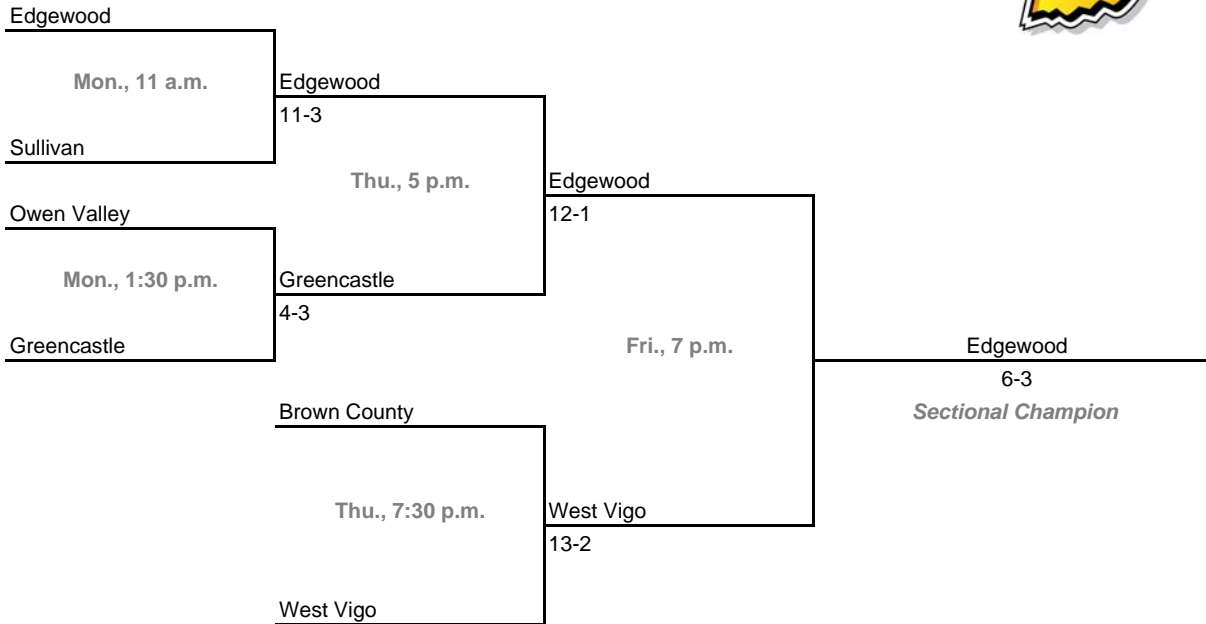 Edgewood
Mon., 11 a.m.
Edgewood
11-3
Sullivan
Thu., 5 p.m.
Edgewood
Owen Valley
12-1
Mon., 1:30 p.m.
Greencastle
4-3
Greencastle
Fri., 7 p.m.
Edgewood
6-3
Brown County
Sectional Champion
Thu., 7:30 p.m.
West Vigo
13-2
West Vigo